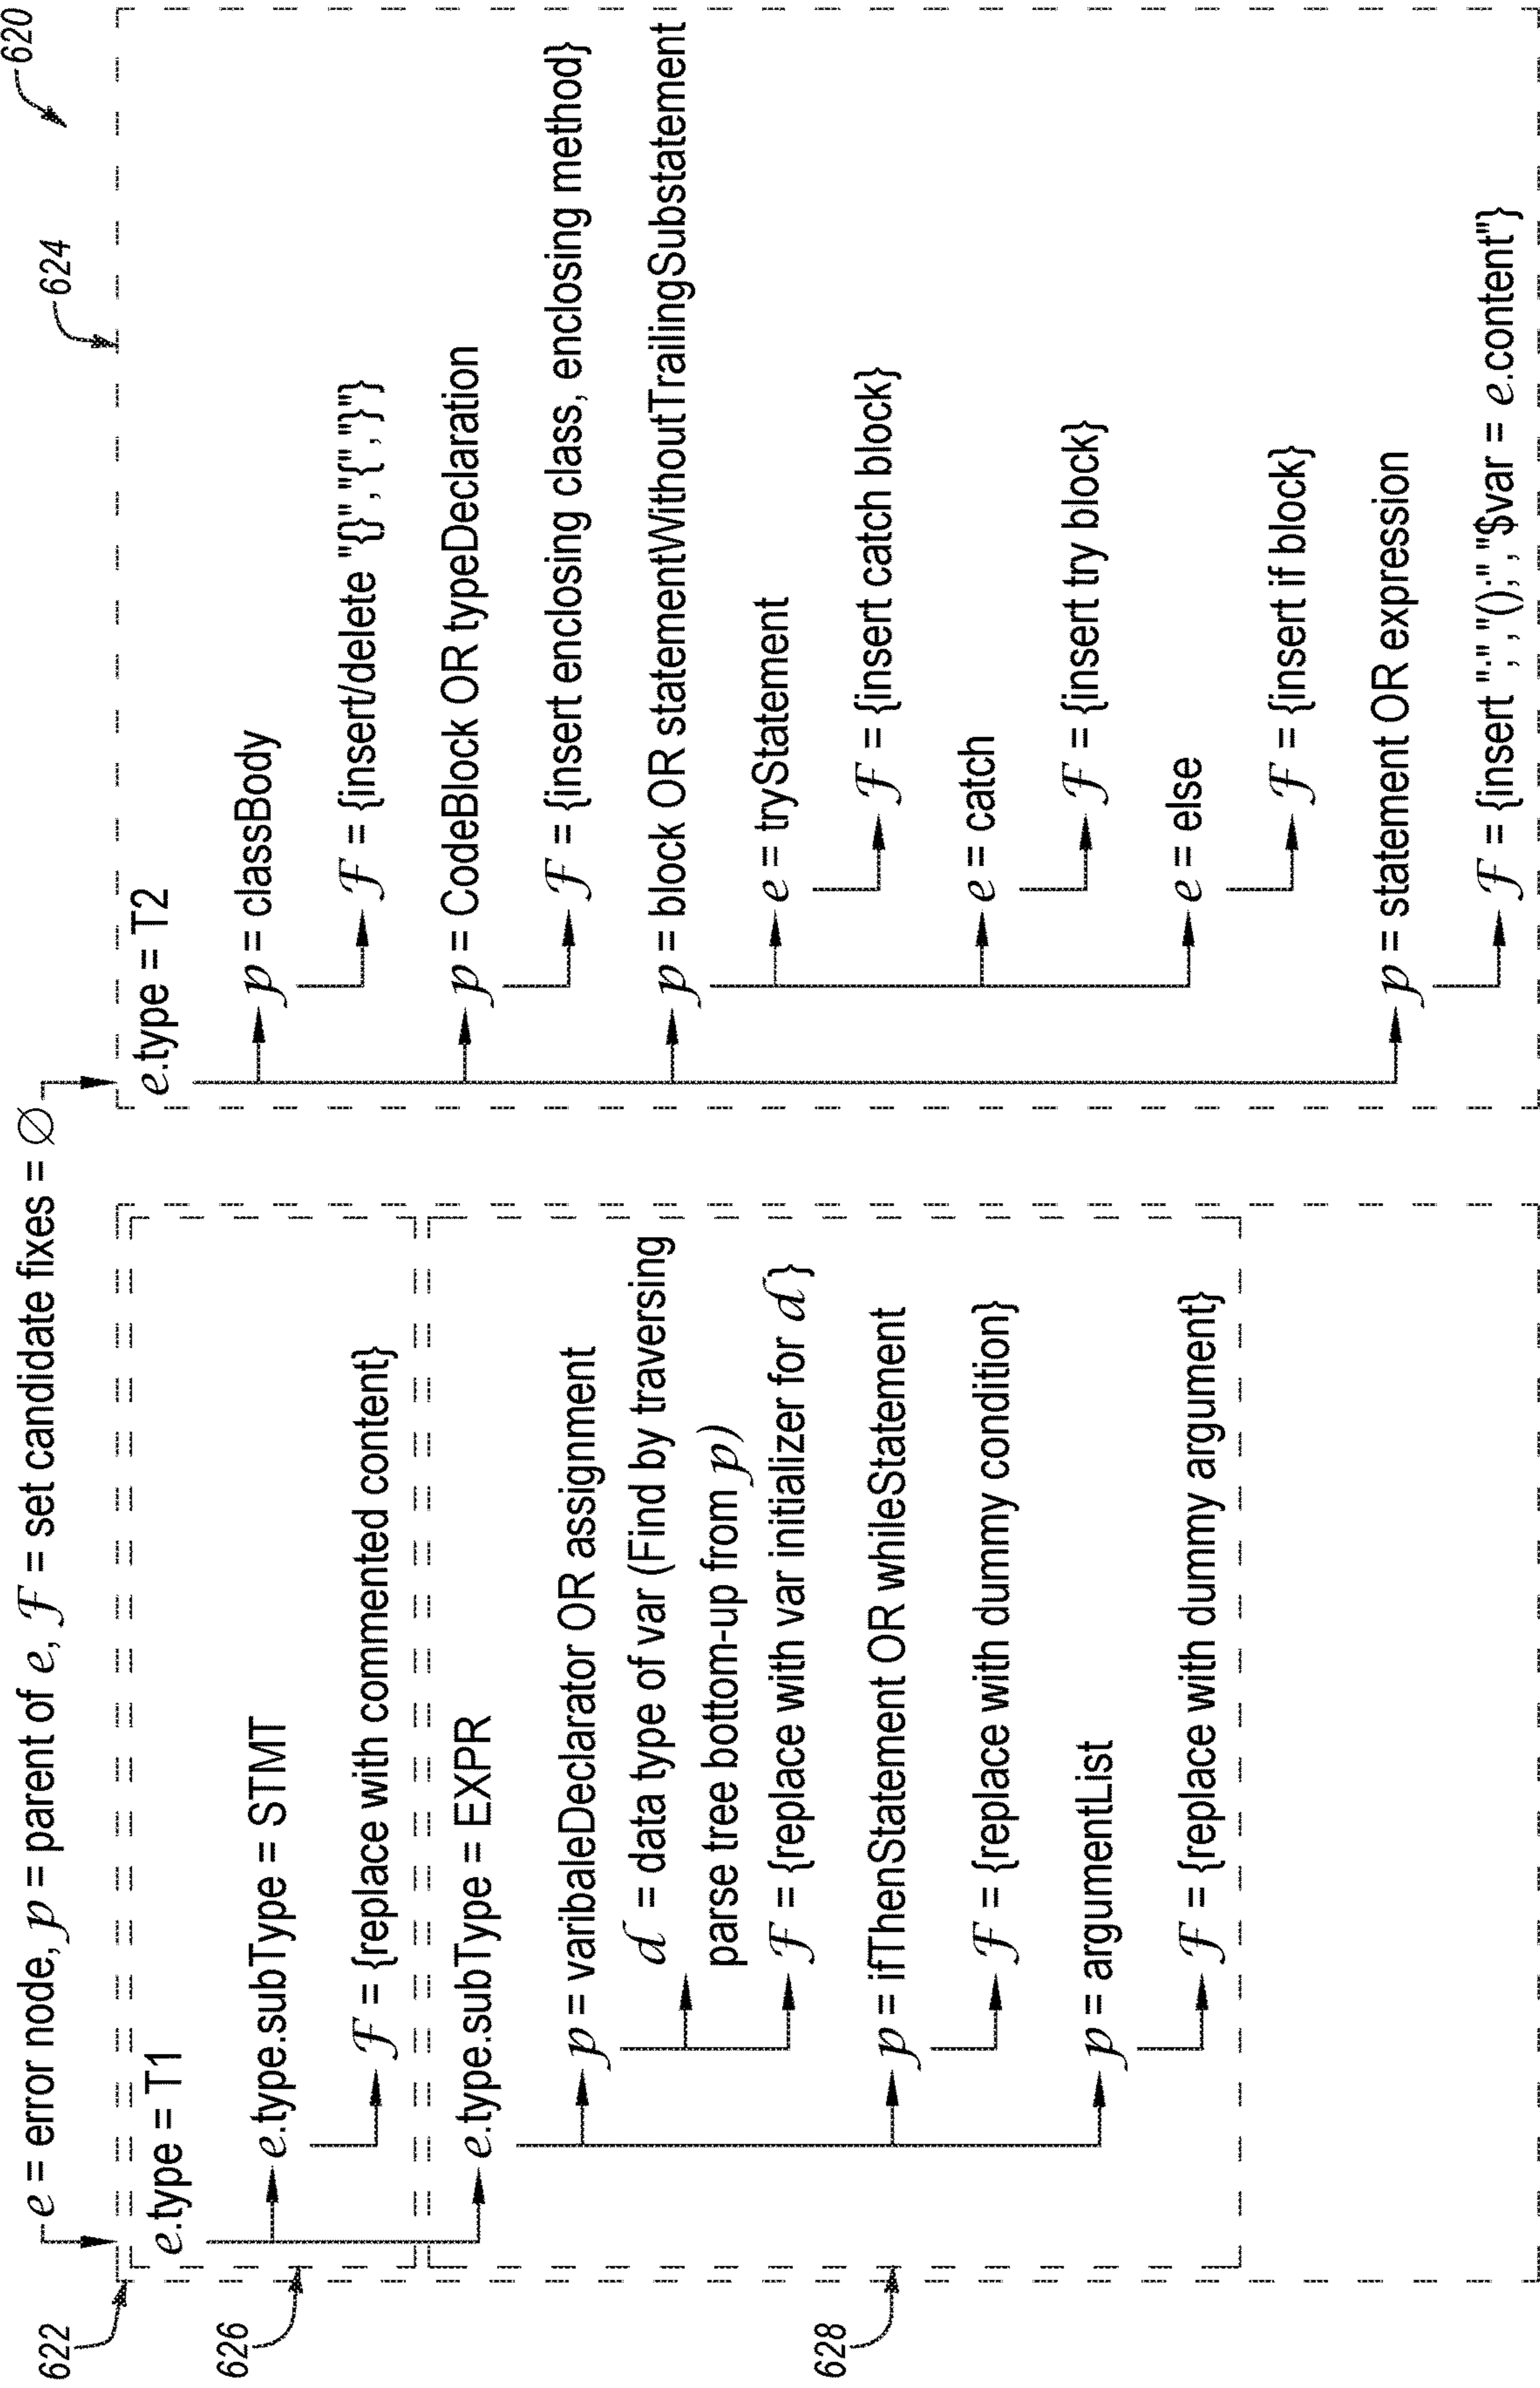 620
e = error node, p = parent of e, ℱ = set candidate fixes = ∅
622
e.type = T1
626
e.type.subType = STMT
ℱ = {replace with commented content}
628
e.type.subType = EXPR
p = varibaleDeclarator OR assignment
d = data type of var (Find by traversing
parse tree bottom-up from p)
ℱ = {replace with var initializer for d}
p = ifThenStatement OR whileStatement
ℱ = {replace with dummy condition}
p = argumentList
ℱ = {replace with dummy argument}
624
e.type = T2
p = classBody
ℱ = {insert/delete "{}","{","}"}
p = CodeBlock OR typeDeclaration
ℱ = {insert enclosing class, enclosing method}
p = block OR statementWithoutTrailingSubstatement
e = tryStatement
ℱ = {insert catch block}
e = catch
ℱ = {insert try block}
e = else
ℱ = {insert if block}
p = statement OR expression
ℱ = {insert ";","();","$var = e.content"}